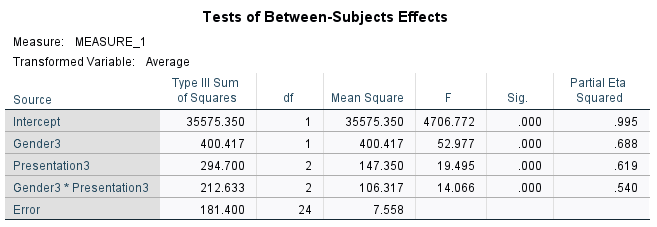 Tests of Between-Subjects Effects
Measure: MEASURE_1
Transformed Variable: Average
Source Type III Sum of Squares df Mean Square F Sig. Partial Eta Squared
Intercept 35575.350 1 35575.350 4706.772 .000 .995
Gender3 400.417 1 400.417 52.977 .000 .688
Presentation3 294.700 2 147.350 19.495 .000 .619
Gender3 * Presentation3 212.633 2 106.317 14.066 .000 .540
Error 181.400 24 7.558